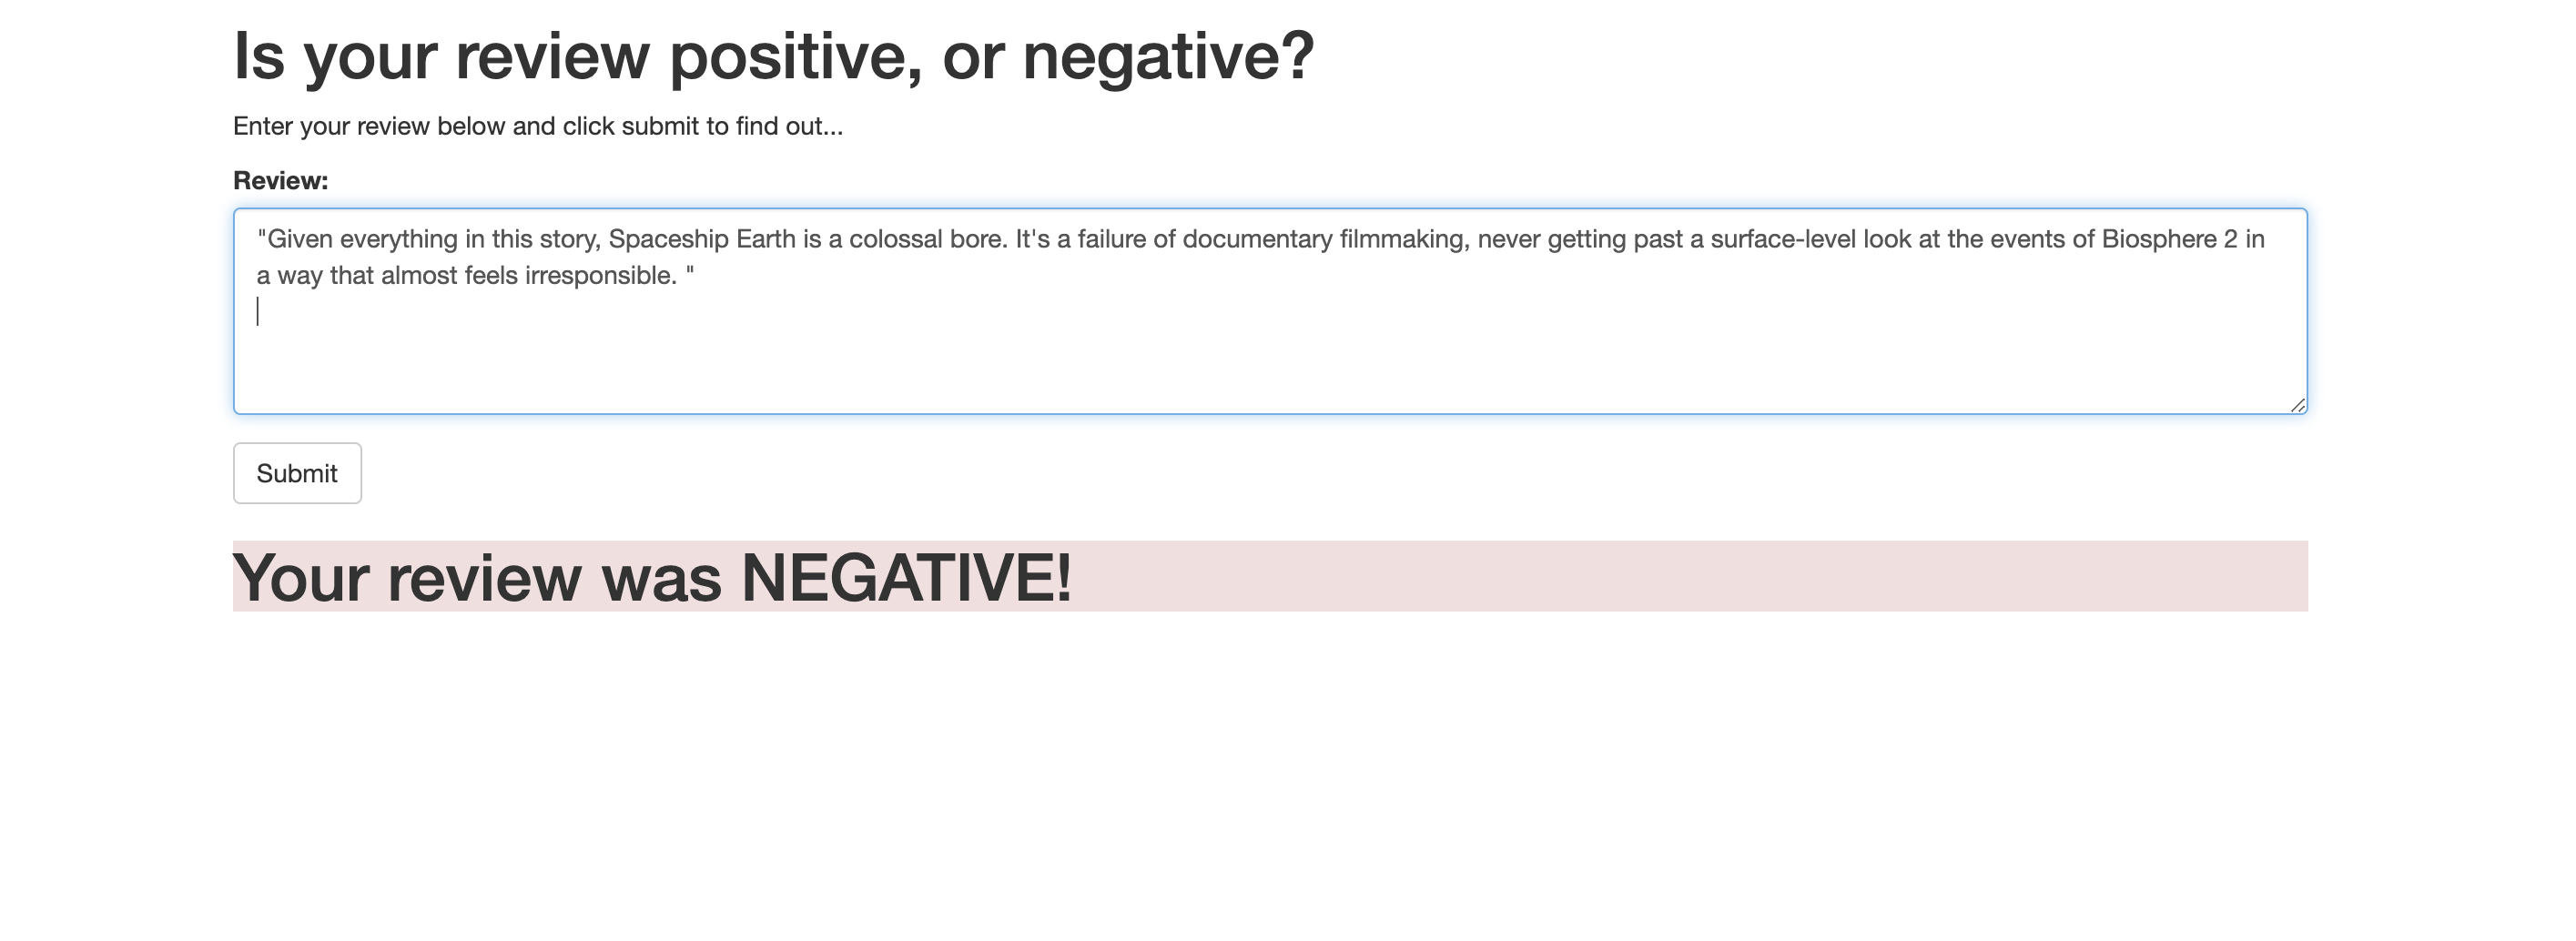 Is your review positive, or negative?
Enter your review below and click submit to find out...
Review:
"Given everything in this story, Spaceship Earth is a colossal bore. It's a failure of documentary filmmaking, never getting past a surface-level look at the events of Biosphere 2 in
a way that almost feels irresponsible. "
Submit
Your review was NEGATIVE!